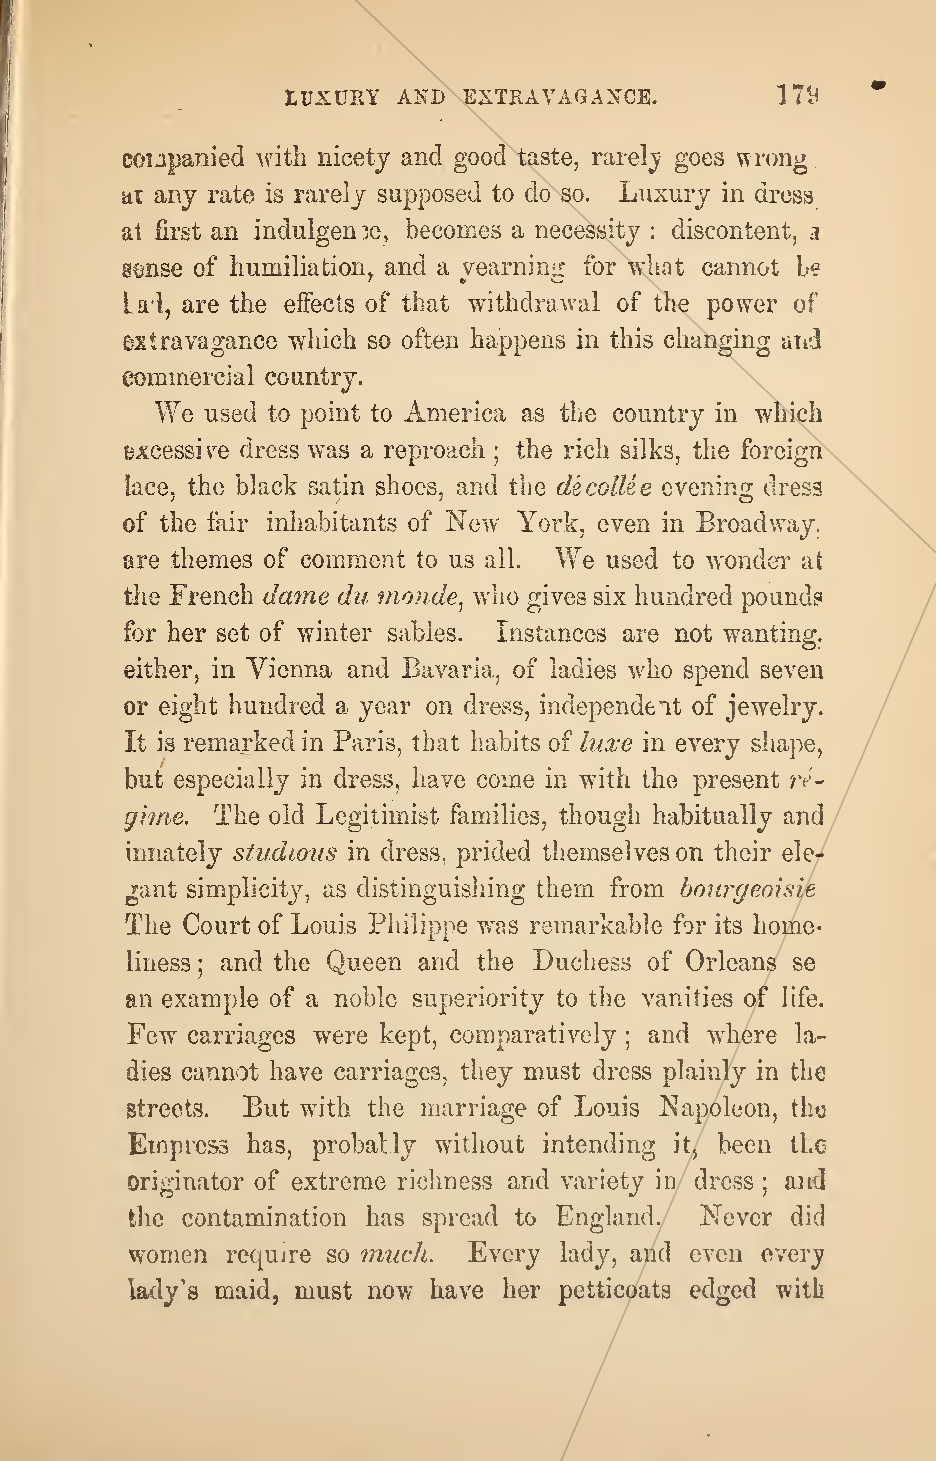 LUXURY AND EXTRAVAGANCE. 179
companied with nicety and good taste, rarely goes wrong
at any rate is rarely supposed to do so. Luxury in dress
at first an indulgence, becomes a necessity : discontent, a
sense of humiliation, and a yearning for what cannot be
had, are the effects of that withdrawal of the power of
extravagance which so often happens in this changing and
commercial country.
We used to point to America as the country in which
excessive dress was a reproach ; the rich silks, the foreign
lace, the black satin shoes, and the décollée evening dress
of the fair inhabitants of New York, even in Broadway,
are themes of comment to us all. We used to wonder at
the French dame du monde, who gives six hundred pounds
for her set of winter sables. Instances are not wanting,
either, in Vienna and Bavaria, of ladies who spend seven
or eight hundred a year on dress, independent of jewelry.
It is remarked in Paris, that habits of luxe in every shape,
but especially in dress, have come in with the present ré-
gime. The old Legitimist families, though habitually and
innately studious in dress, prided themselves on their ele-
gant simplicity, as distinguishing them from bourgeoisie
The Court of Louis Philippe was remarkable for its home-
liness ; and the Queen and the Duchess of Orleans se
an example of a noble superiority to the vanities of life.
Few carriages were kept, comparatively ; and where la-
dies cannot have carriages, they must dress plainly in the
streets. But with the marriage of Louis Napoleon, the
Empress has, probably without intending it, been the
originator of extreme richness and variety in dress ; and
the contamination has spread to England. Never did
women require so much. Every lady, and even every
lady's maid, must now have her petticoats edged with